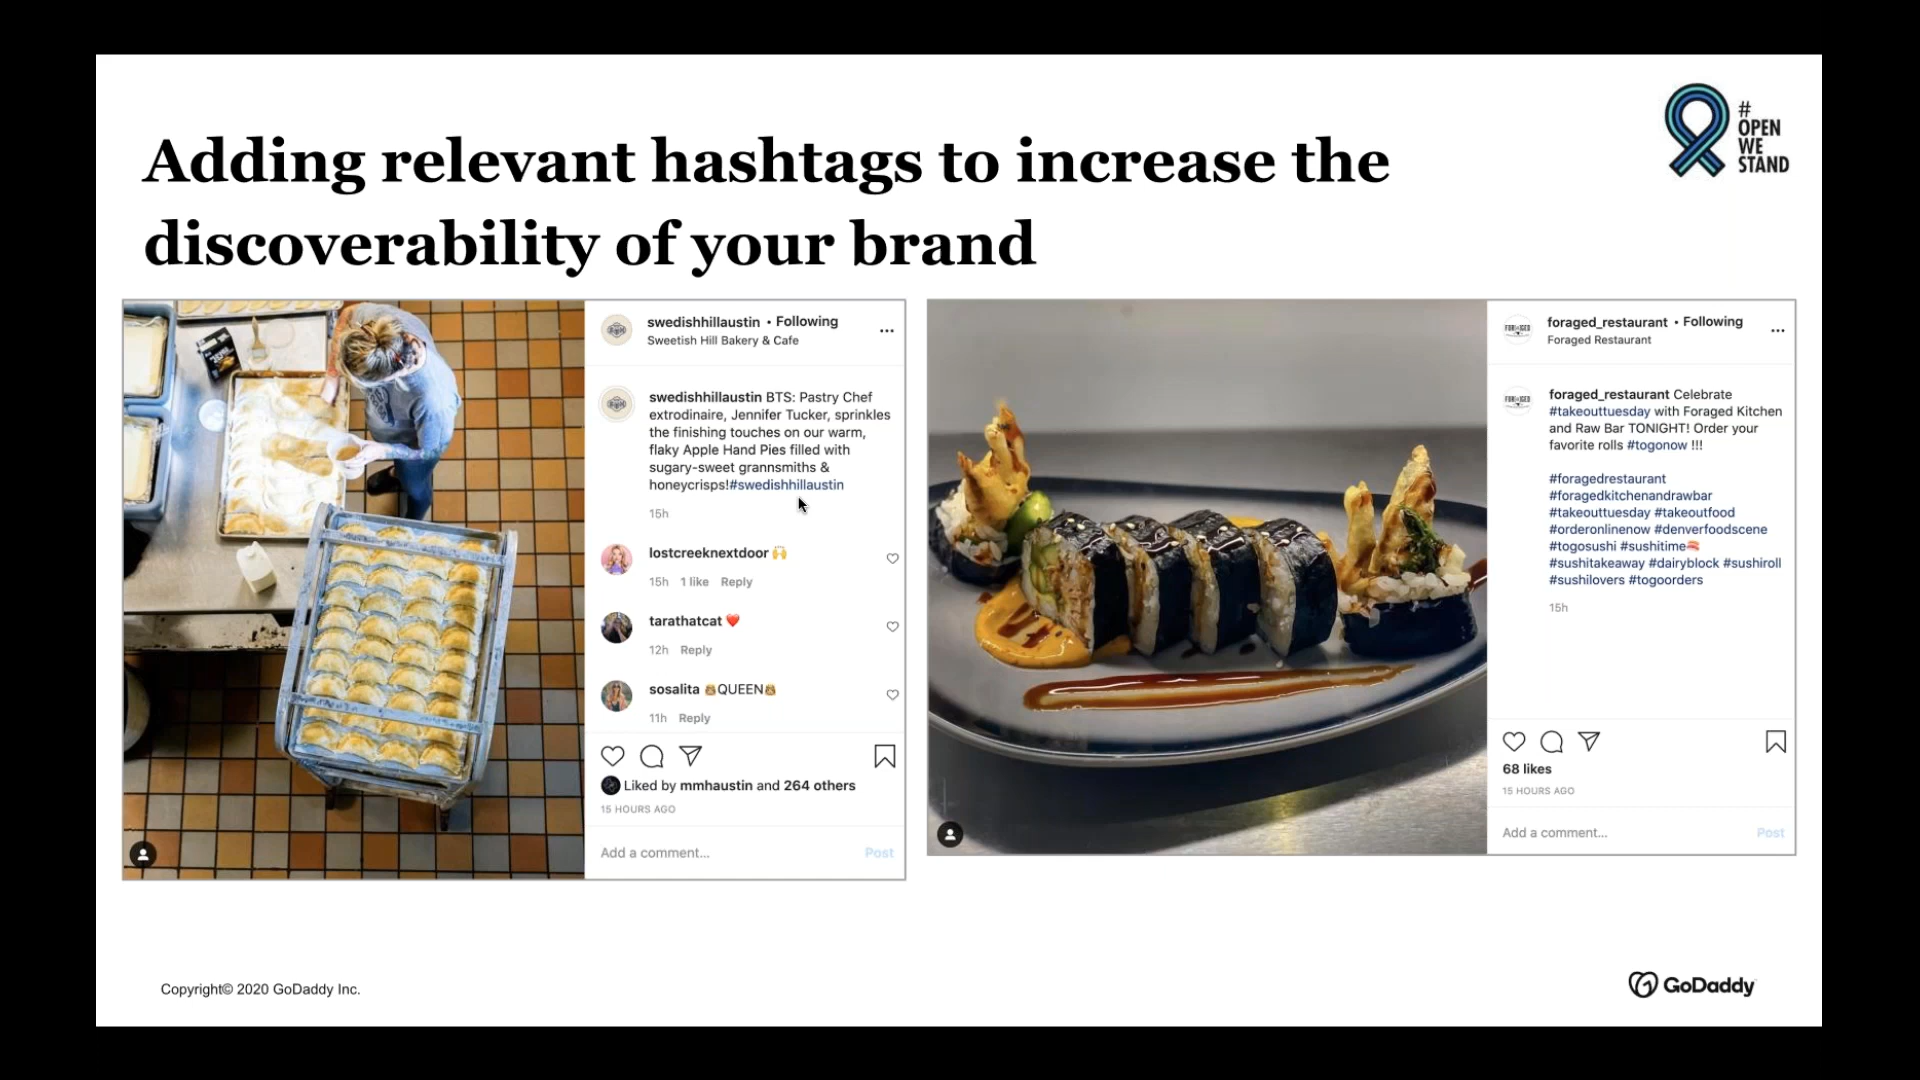 Adding relevant hashtags to increase the
discoverability of your brand
#
OPEN
WE
STAND
swedishhillaustin • Following
Sweetish Hill Bakery & Cafe
swedishhillaustin BTS: Pastry Chef
extrodinaire, Jennifer Tucker, sprinkles
the finishing touches on our warm,
flaky Apple Hand Pies filled with
sugary-sweet grannsmiths &
honeycrisps!#swedishhillaustin
15h
lostcreeknextdoor 🙌
15h 1 like Reply
tarathatcat ❤️
12h Reply
sosalita 👸QUEEN👸
11h Reply
Liked by mmhaustin and 264 others
15 HOURS AGO
Add a comment... Post
foraged_restaurant • Following
Foraged Restaurant
foraged_restaurant Celebrate
#takeouttuesday with Foraged Kitchen
and Raw Bar TONIGHT! Order your
favorite rolls #togonow !!!
#foragedrestaurant
#foragedkitchenandrawbar
#takeouttuesday #takeoutfood
#orderonlinenow #denverfoodscene
#togosushi #sushitime🍣
#sushitakeaway #dairyblock #sushiroll
#sushilovers #togoorders
15h
68 likes
15 HOURS AGO
Add a comment... Post
Copyright© 2020 GoDaddy Inc.
GoDaddy